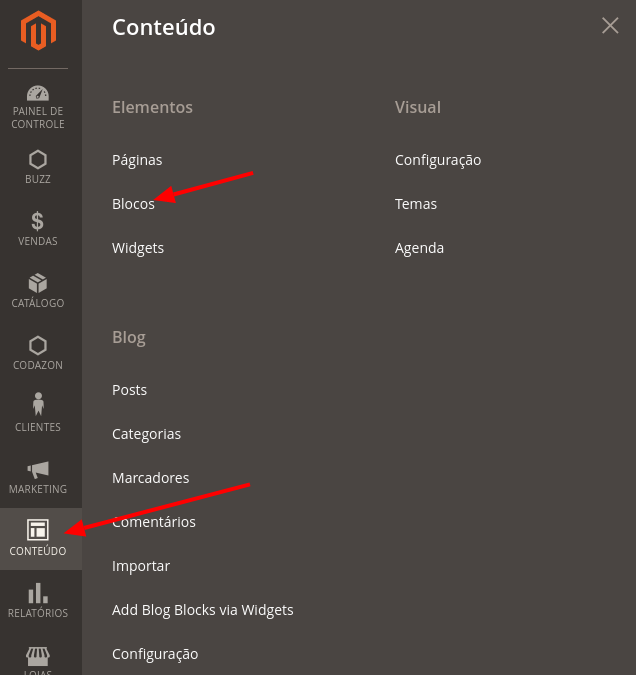 Conteúdo
PAINEL DE
CONTROLE
BUZZ
VENDAS
CATÁLOGO
CODAZON
CLIENTES
MARKETING
CONTEÚDO
RELATÓRIOS
LOJAS
Elementos
Páginas
Blocos
Widgets
Visual
Configuração
Temas
Agenda
Blog
Posts
Categorias
Marcadores
Comentários
Importar
Add Blog Blocks via Widgets
Configuração